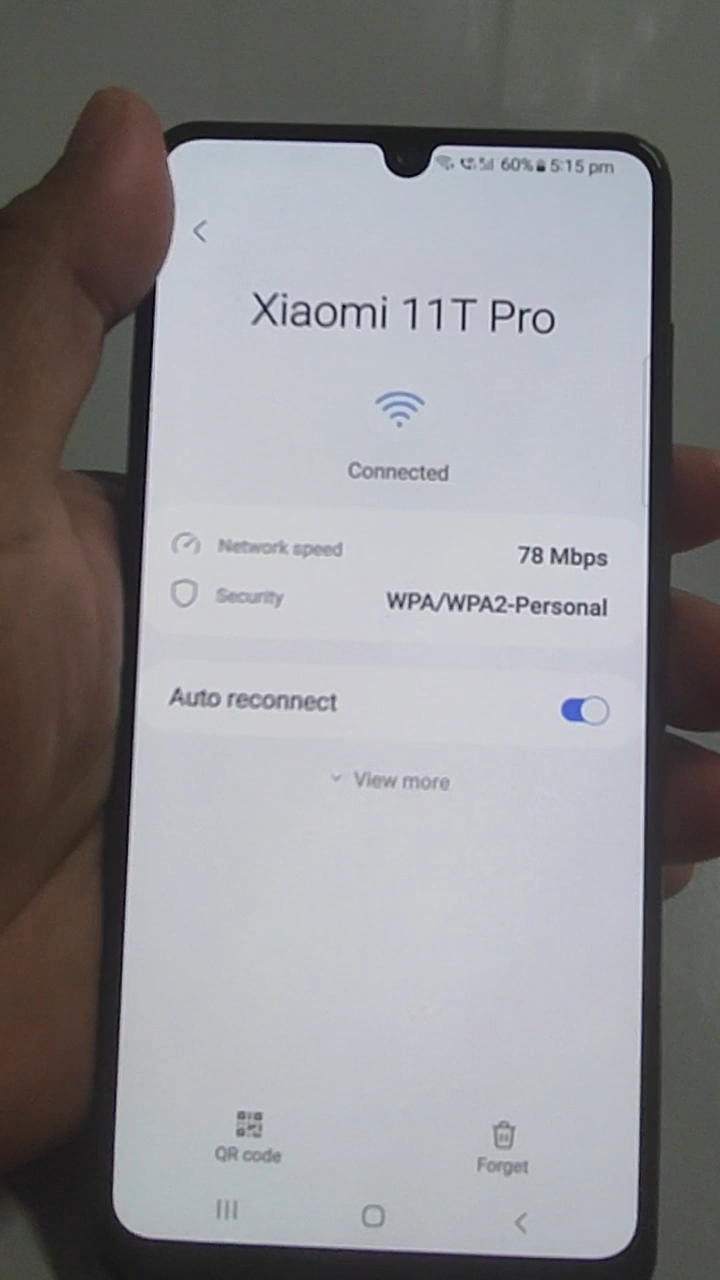 60% 5:15 pm
Xiaomi 11T Pro
Connected
Network speed 78 Mbps
Security WPA/WPA2-Personal
Auto reconnect
View more
QR code Forget